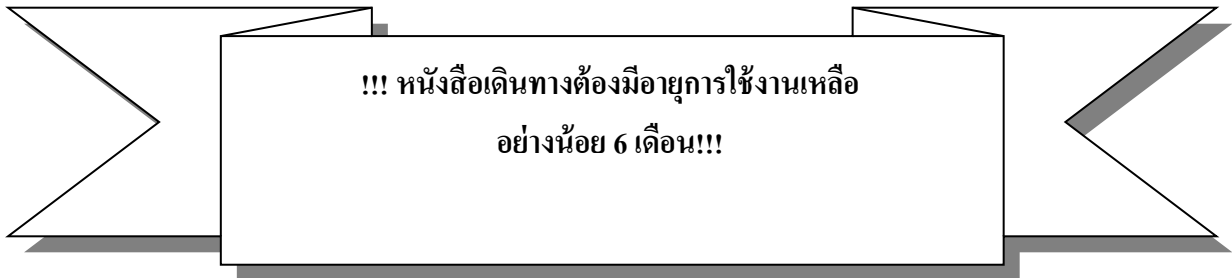 !!! หนังสือเดินทางต้องมีอายุการใช้งานเหลือ
อย่างน้อย 6 เดือน!!!